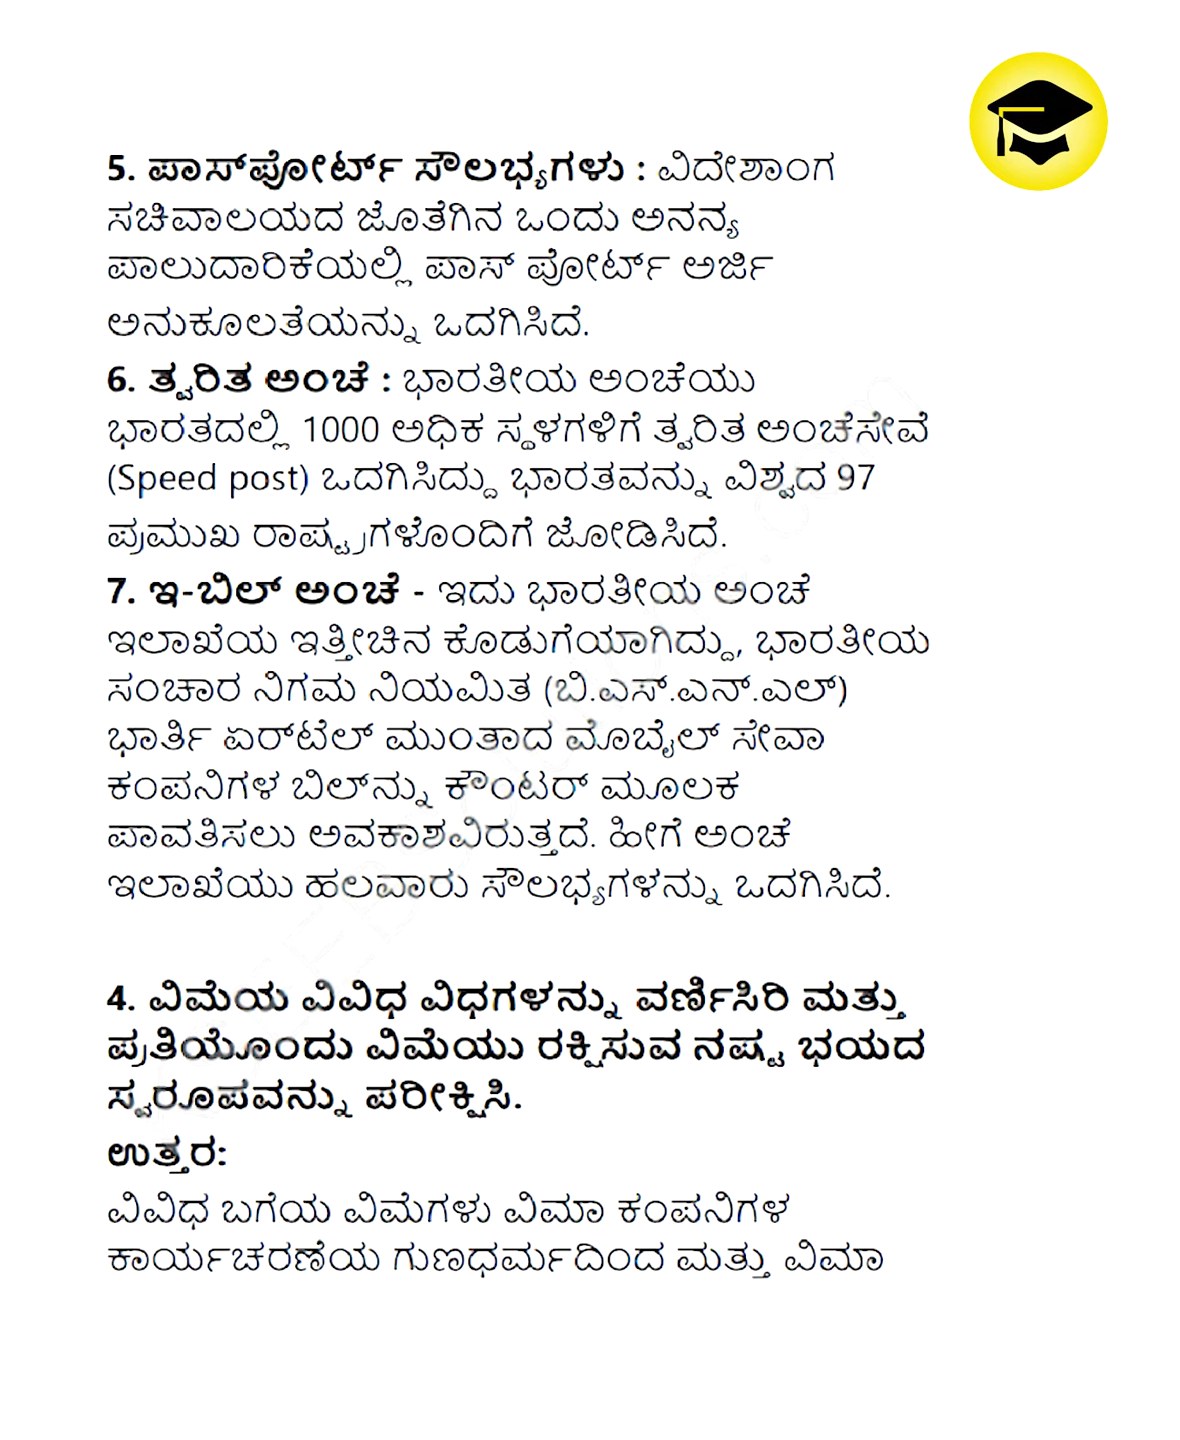 5. ಪಾಸ್‌ಪೋರ್ಟ್ ಸೌಲಭ್ಯಗಳು : ವಿದೇಶಾಂಗ
ಸಚಿವಾಲಯದ ಜೊತೆಗಿನ ಒಂದು ಅನನ್ಯ
ಪಾಲುದಾರಿಕೆಯಲ್ಲಿ ಪಾಸ್ ಪೋರ್ಟ್ ಅರ್ಜಿ
ಅನುಕೂಲತೆಯನ್ನು ಒದಗಿಸಿದೆ.
6. ತ್ವರಿತ ಅಂಚೆ : ಭಾರತೀಯ ಅಂಚೆಯು
ಭಾರತದಲ್ಲಿ 1000 ಅಧಿಕ ಸ್ಥಳಗಳಿಗೆ ತ್ವರಿತ ಅಂಚೆಸೇವೆ
(Speed post) ಒದಗಿಸಿದ್ದು ಭಾರತವನ್ನು ವಿಶ್ವದ 97
ಪ್ರಮುಖ ರಾಷ್ಟ್ರಗಳೊಂದಿಗೆ ಜೋಡಿಸಿದೆ.
7. ಇ-ಬಿಲ್ ಅಂಚೆ - ಇದು ಭಾರತೀಯ ಅಂಚೆ
ಇಲಾಖೆಯ ಇತ್ತೀಚಿನ ಕೊಡುಗೆಯಾಗಿದ್ದು, ಭಾರತೀಯ
ಸಂಚಾರ ನಿಗಮ ನಿಯಮಿತ (ಬಿ.ಎಸ್.ಎನ್.ಎಲ್)
ಭಾರ್ತಿ ಏರ್‌ಟೆಲ್ ಮುಂತಾದ ಮೊಬೈಲ್ ಸೇವಾ
ಕಂಪನಿಗಳ ಬಿಲ್‌ನ್ನು ಕೌಂಟರ್ ಮೂಲಕ
ಪಾವತಿಸಲು ಅವಕಾಶವಿರುತ್ತದೆ. ಹೀಗೆ ಅಂಚೆ
ಇಲಾಖೆಯು ಹಲವಾರು ಸೌಲಭ್ಯಗಳನ್ನು ಒದಗಿಸಿದೆ.
4. ವಿಮೆಯ ವಿವಿಧ ವಿಧಗಳನ್ನು ವರ್ಣಿಸಿರಿ ಮತ್ತು
ಪ್ರತಿಯೊಂದು ವಿಮೆಯು ರಕ್ಷಿಸುವ ನಷ್ಟ ಭಯದ
ಸ್ವರೂಪವನ್ನು ಪರೀಕ್ಷಿಸಿ.
ಉತ್ತರ:
ವಿವಿಧ ಬಗೆಯ ವಿಮೆಗಳು ವಿಮಾ ಕಂಪನಿಗಳ
ಕಾರ್ಯಚರಣೆಯ ಗುಣಧರ್ಮದಿಂದ ಮತ್ತು ವಿಮಾ